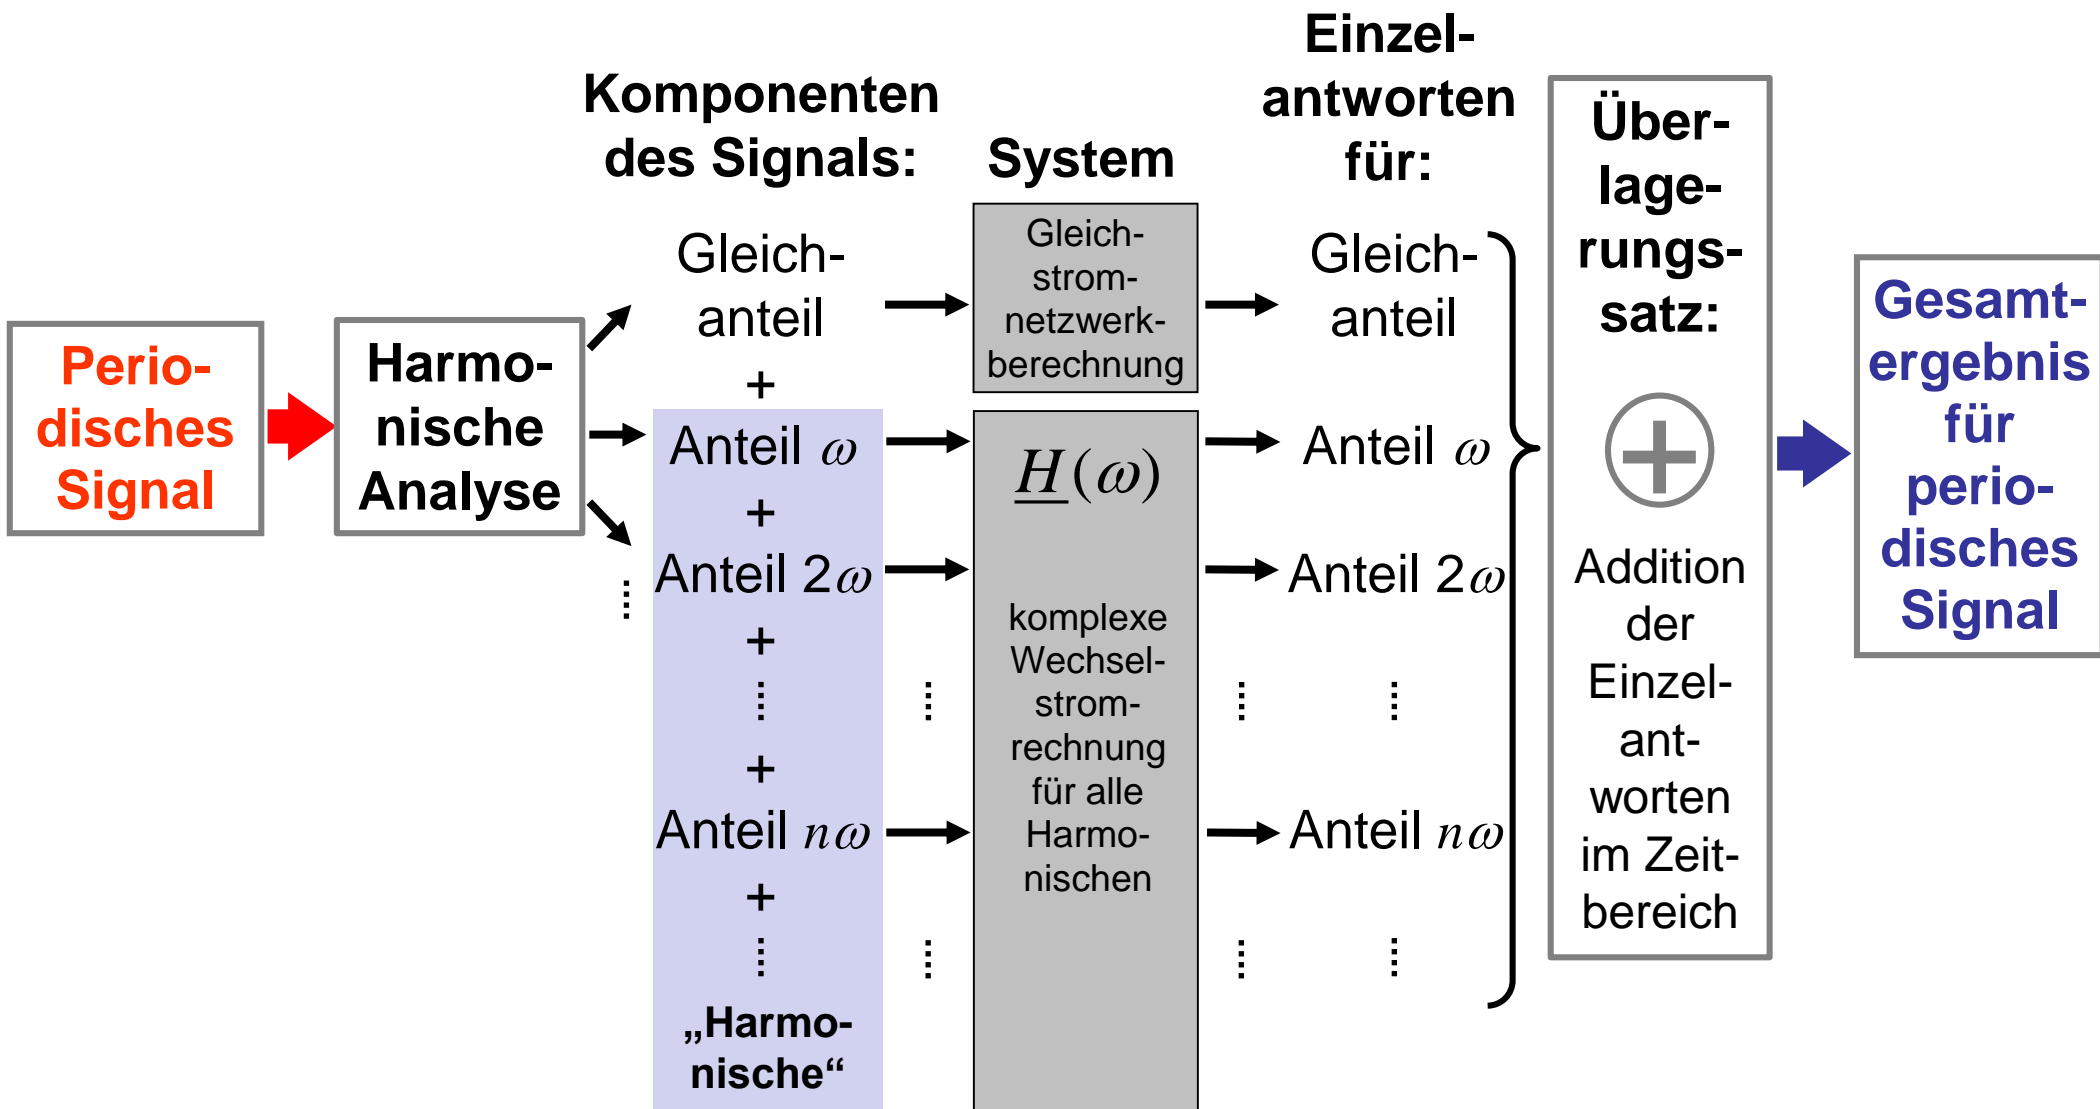 Perio-
disches
Signal
Harmo-
nische
Analyse
Komponenten
des Signals:
Gleich-
anteil
+
Anteil ω
+
Anteil 2ω
+
+
Anteil nω
+
„Harmo-
nische“
System
Gleich-
strom-
netzwerk-
berechnung
H(ω)
komplexe
Wechsel-
strom-
rechnung
für alle
Harmo-
nischen
Einzel-
antworten
für:
Gleich-
anteil
Anteil ω
Anteil 2ω
Anteil nω
Über-
lage-
rungs-
satz:
+
Addition
der
Einzel-
ant-
worten
im Zeit-
bereich
Gesamt-
ergebnis
für
perio-
disches
Signal